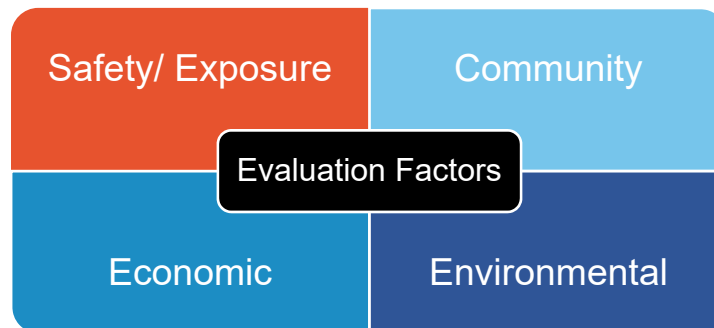 Safety/ Exposure
Community
Evaluation Factors
Economic
Environmental